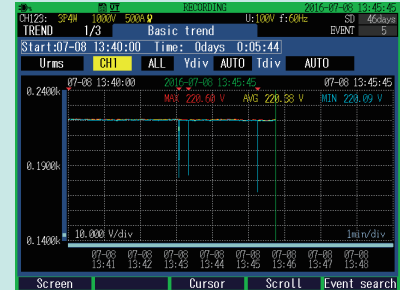 RECORDING 2016-07-08 13:45:45
CH123: 3P4W 1000V 500A U:100V f:60Hz SD 46days
TREND 1/3 Basic trend EVENT 5
Start:07-08 13:40:00 Time: 0days 0:05:44
Urms CH1 ALL Ydiv AUTO Tdiv AUTO
07-08 13:40:00 2016-07-08 13:45:45 07-08 13:45:45
MAX 220.60 V AVG 220.38 V MIN 220.09 V
0.2400k
0.1900k
0.1400k
10.000 V/div 1min/div
07-08 07-08 07-08 07-08 07-08 07-08 07-08 07-08
13:41 13:42 13:43 13:44 13:45 13:46 13:47 13:48
Screen Cursor Scroll Event search